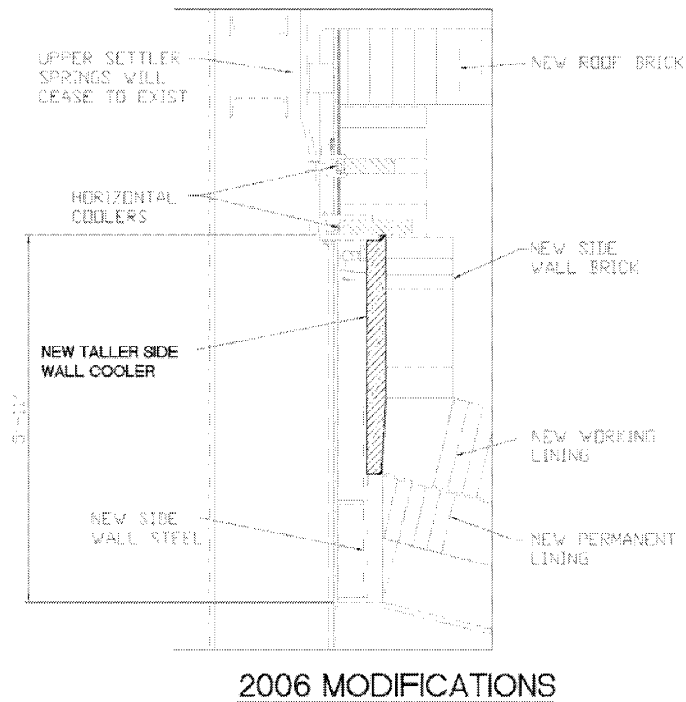 UPPER SETTLER
SPRINGS WILL
CEASE TO EXIST
NEW ROOF BRICK
HORIZONTAL
COOLERS
NEW SIDE
WALL BRICK
NEW TALLER SIDE
WALL COOLER
NEW WORKING
LINING
NEW SIDE
WALL STEEL
NEW PERMANENT
LINING
2006 MODIFICATIONS